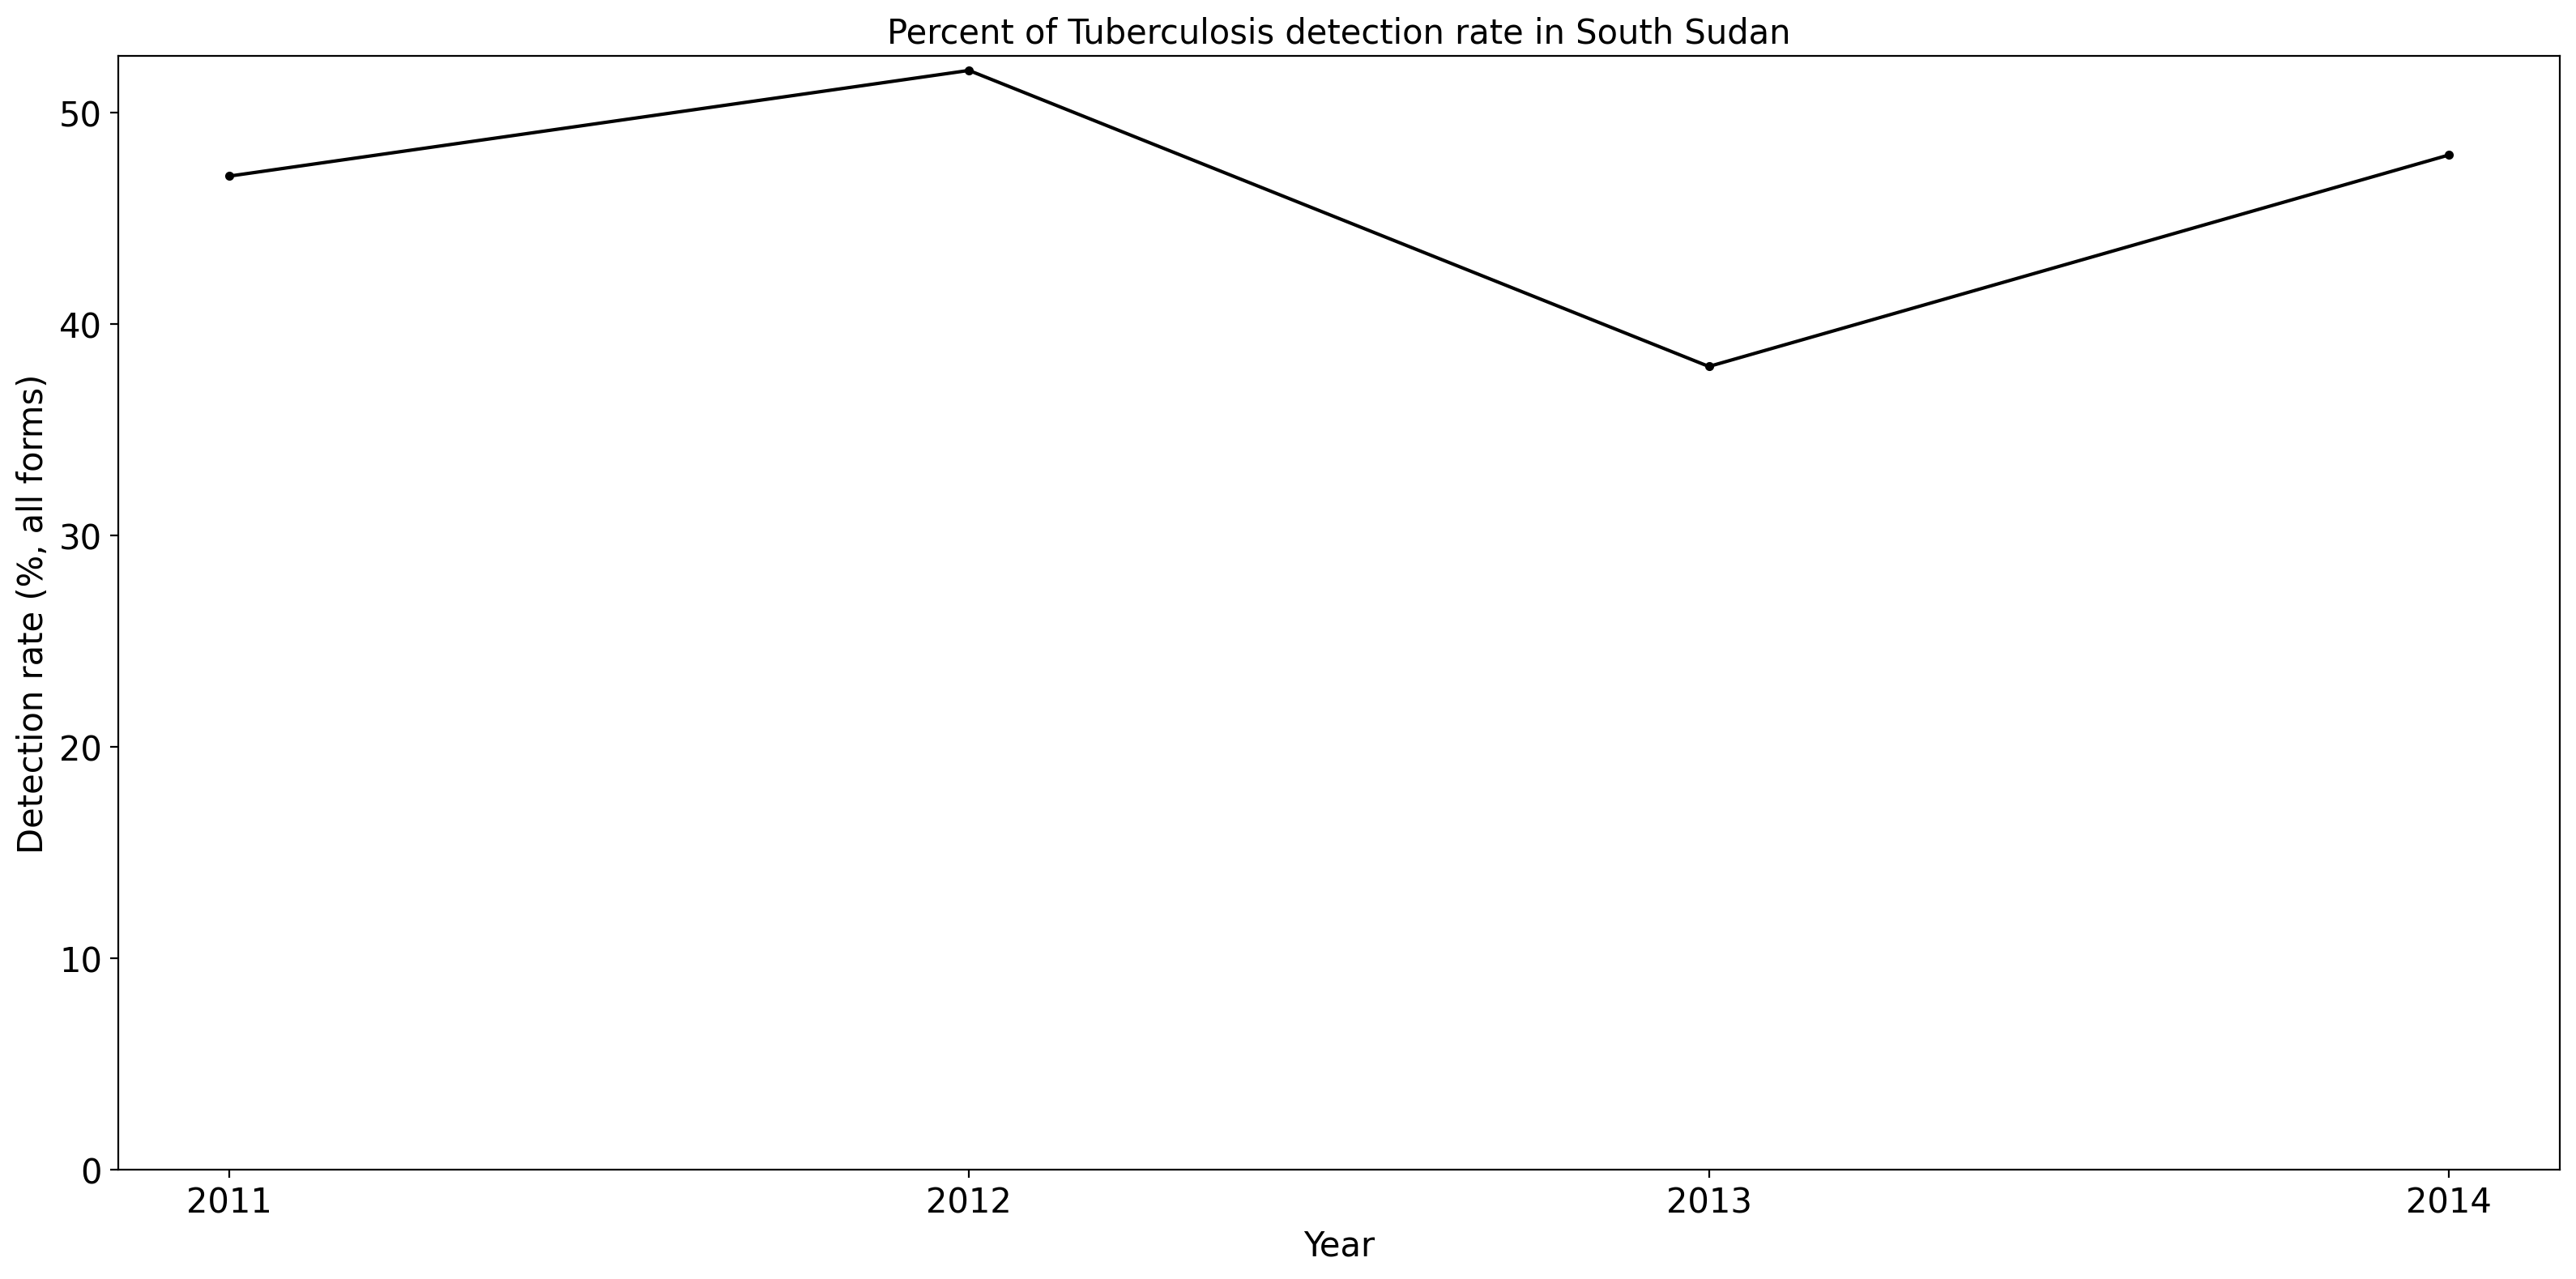 Percent of Tuberculosis detection rate in South Sudan
Detection rate (%, all forms)
50
40
30
20
10
0
2011 2012 2013 2014
Year